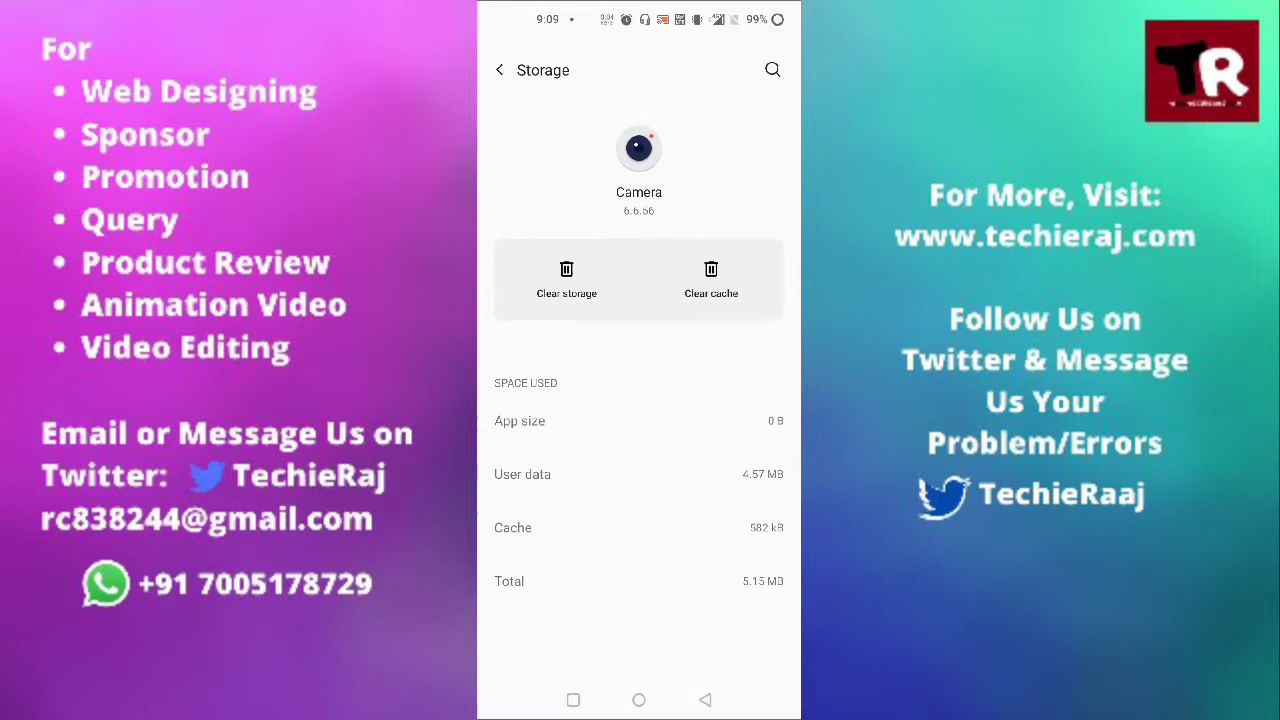 For
• Web Designing
• Sponsor
• Promotion
• Query
• Product Review
• Animation Video
• Video Editing
Email or Message Us on
Twitter: TechieRaj
rc838244@gmail.com
+91 7005178729
9:09
99%
Storage
Camera
6.6.56
Clear storage
Clear cache
SPACE USED
App size 0 B
User data 4.57 MB
Cache 582 kB
Total 5.15 MB
TR
For More, Visit:
www.techieraj.com
Follow Us on
Twitter & Message
Us Your
Problem/Errors
TechieRaaj